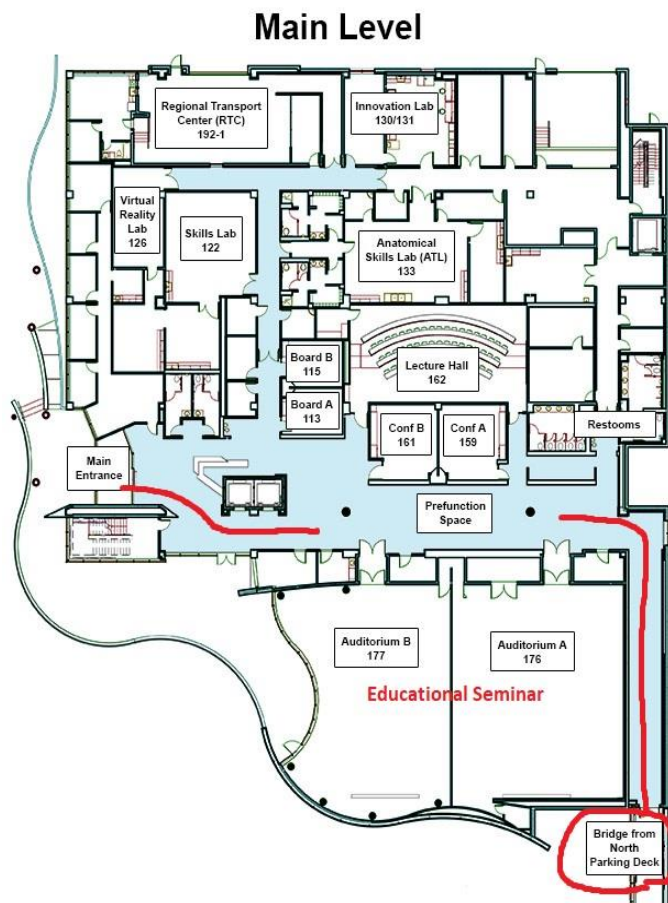 Main Level
Regional Transport
Center (RTC)
192-1
Innovation Lab
130/131
Virtual
Reality
Lab
126
Skills Lab
122
Anatomical
Skills Lab (ATL)
133
Board B
115
Lecture Hall
162
Board A
113
Conf B
161
Conf A
159
Restooms
Main
Entrance
Prefunction
Space
Auditorium B
177
Auditorium A
176
Educational Seminar
Bridge from
North
Parking Deck